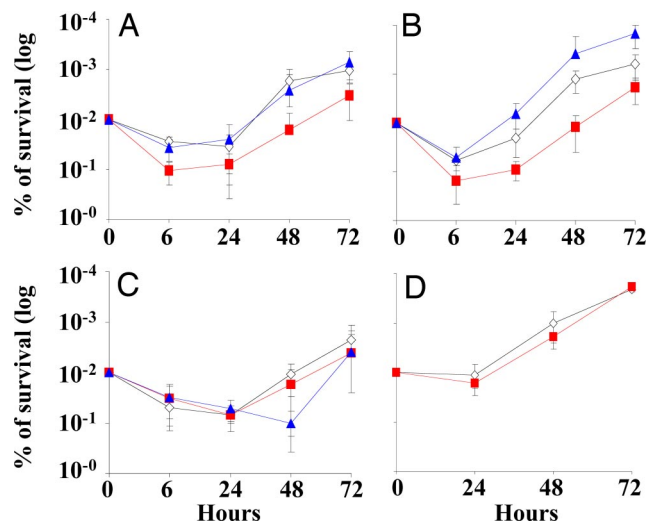 A
B
% of survival (log
10-4
10-3
10-2
10-1
10-0
0 6 24 48 72
0 6 24 48 72
C
D
% of survival (log
10-4
10-3
10-2
10-1
10-0
0 6 24 48 72
0 24 48 72
Hours
Hours